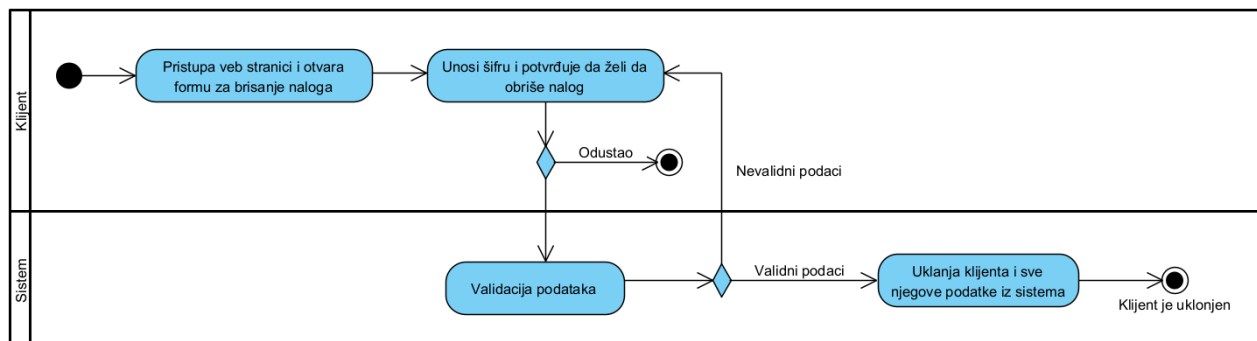 Klijent
Pristupa veb stranici i otvara
formu za brisanje naloga
Unosi šifru i potvrđuje da želi da
obriše nalog
Odustao
Nevalidni podaci
Sistem
Validacija podataka
Validni podaci
Uklanja klijenta i sve
njegove podatke iz sistema
Klijent je uklonjen